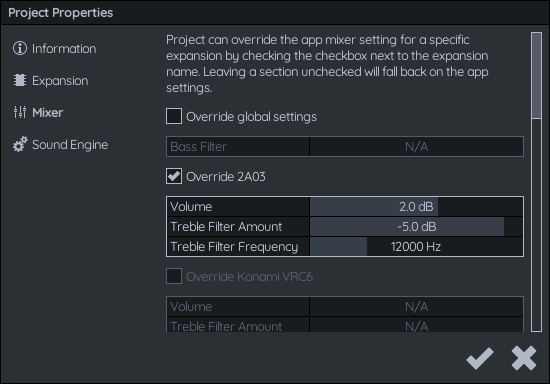 Project Properties
Information
Expansion
Mixer
Sound Engine
Project can override the app mixer setting for a specific
expansion by checking the checkbox next to the expansion
name. Leaving a section unchecked will fall back on the app
settings.
Override global settings
Bass Filter N/A
Override 2A03
Volume 2.0 dB
Treble Filter Amount -5.0 dB
Treble Filter Frequency 12000 Hz
Override Konami VRC6
Volume N/A
Treble Filter Amount N/A